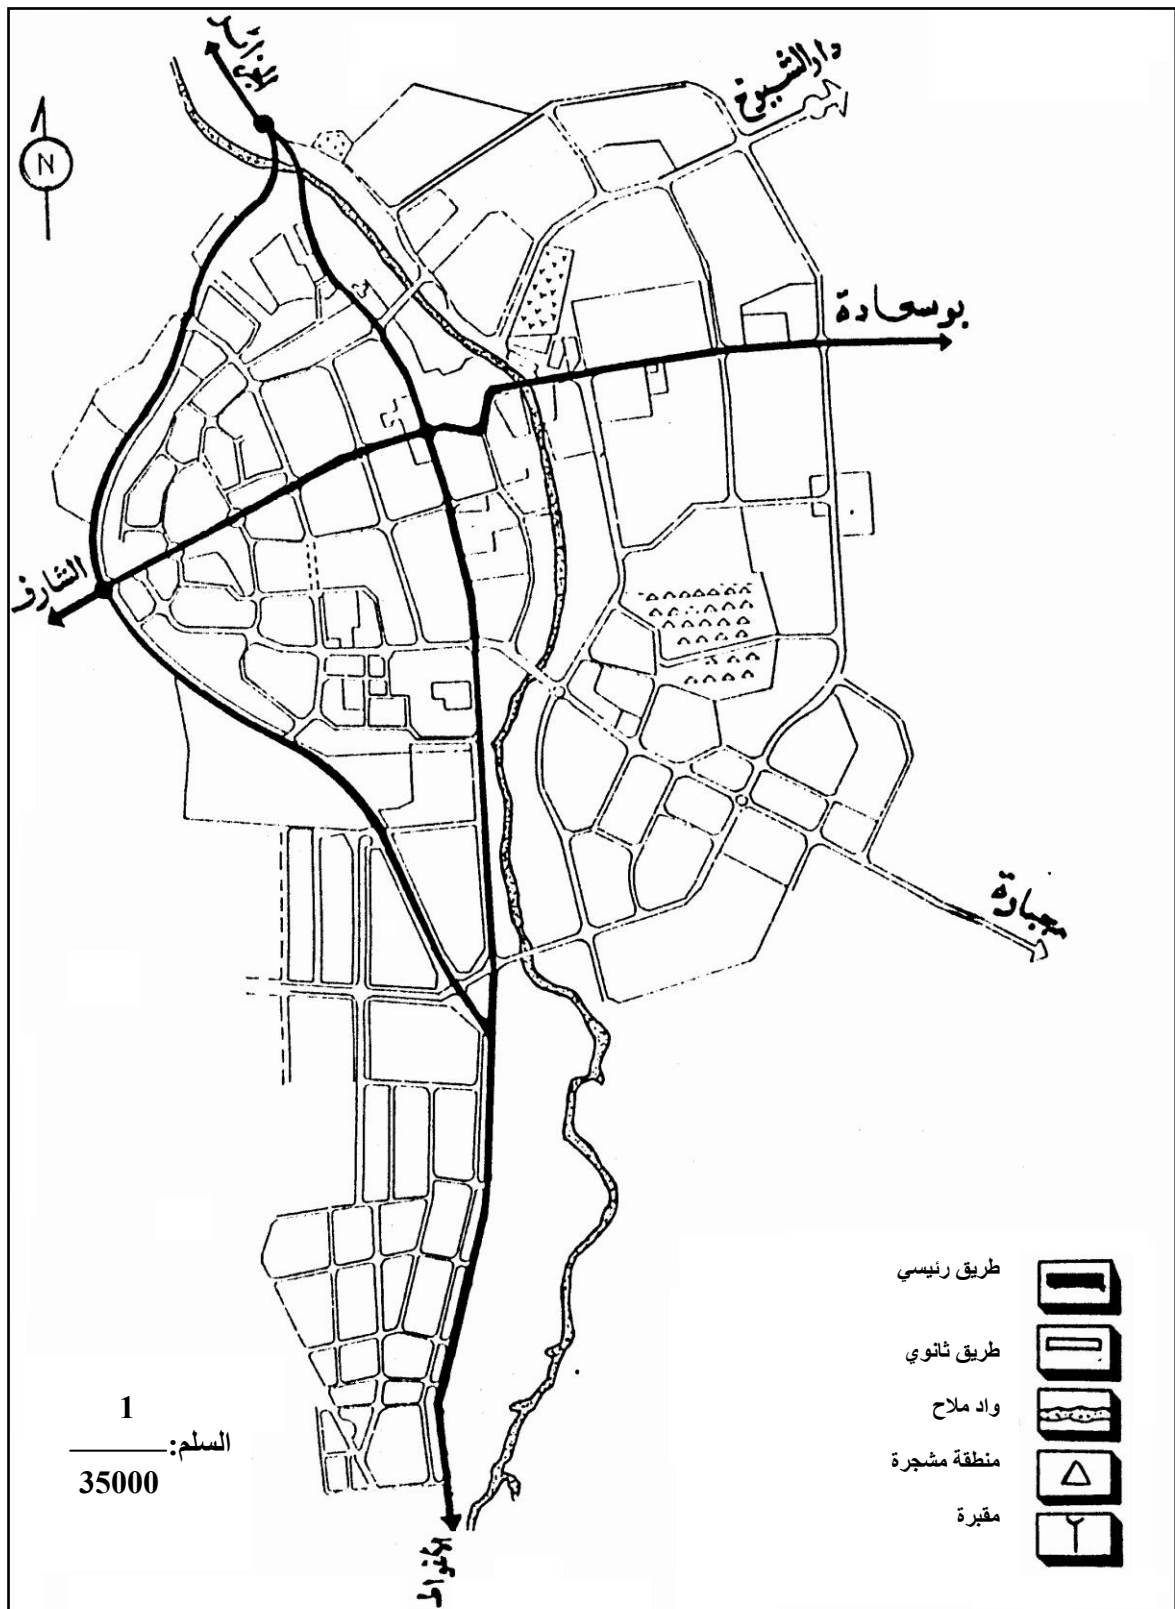 الجزائر
دار الشيوخ
N
بوسعادة
الشارف
مجبارة
طريق رئيسي
طريق ثانوي
واد ملاح
منطقة مشجرة
مقبرة
السلم:
1
35000
الأغواط